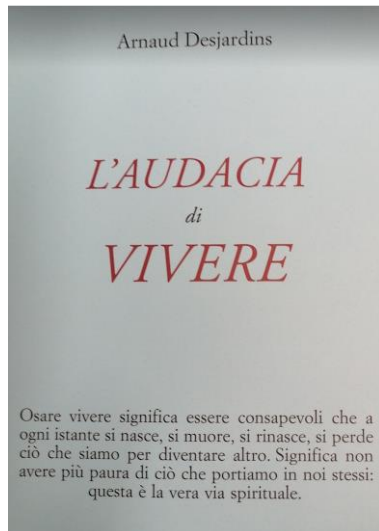 Arnaud Desjardins
L'AUDACIA
di
VIVERE
Osare vivere significa essere consapevoli che a
ogni istante si nasce, si muore, si rinasce, si perde
ciò che siamo per diventare altro. Significa non
avere più paura di ciò che portiamo in noi stessi:
questa è la vera via spirituale.